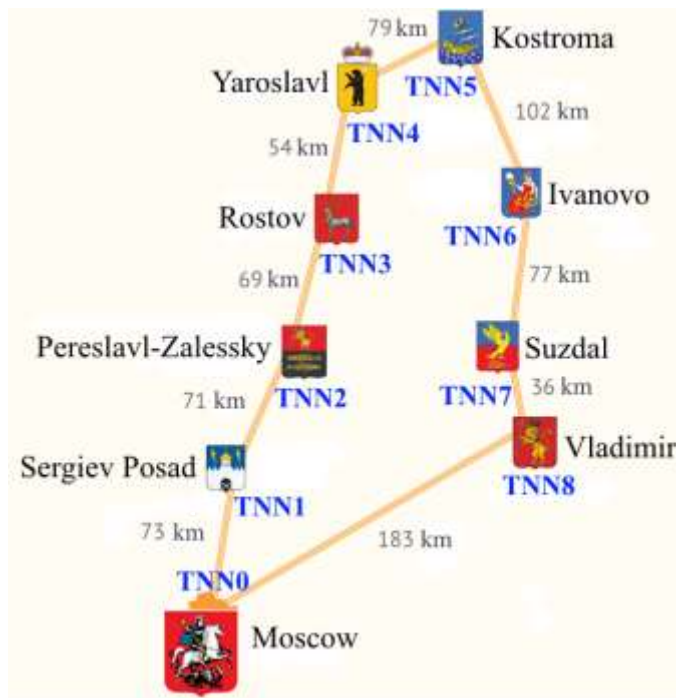 79 km
Kostroma
Yaroslavl
TNN5
TNN4
102 km
54 km
Ivanovo
Rostov
TNN6
TNN3
69 km
77 km
Pereslavl-Zalessky
Suzdal
TNN7
36 km
TNN2
71 km
Vladimir
Sergiev Posad
TNN8
TNN1
73 km
183 km
TNN0
Moscow